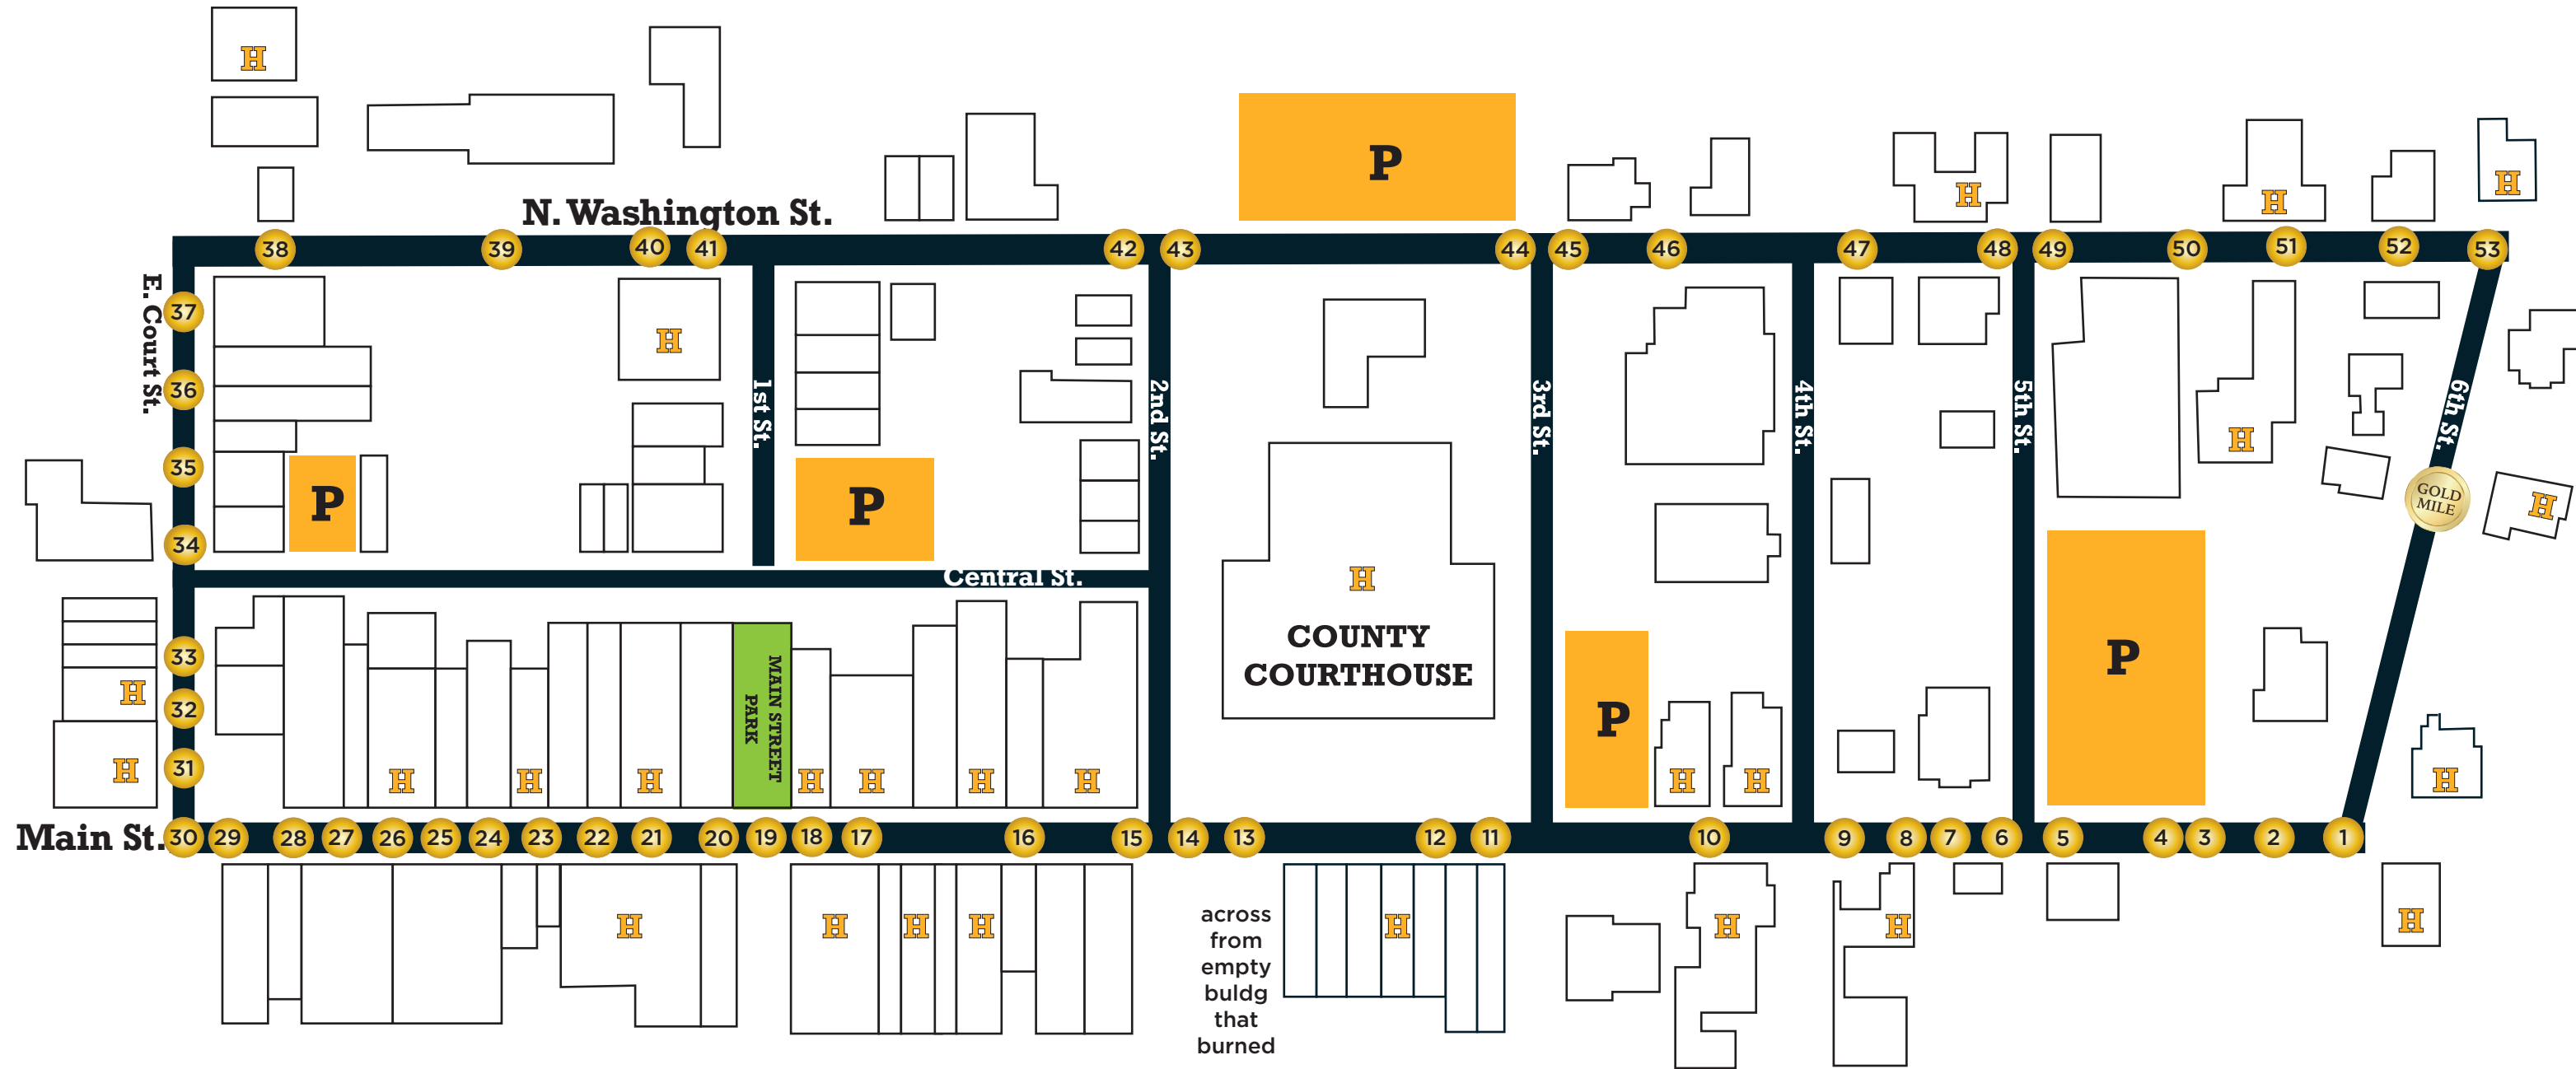 H
H
P
H
H
H
N. Washington St.
38
39
40
41
42
43
44
45
46
47
48
49
50
51
52
53
E. Court St.
37
36
35
34
33
32
31
H
1st St.
2nd St.
3rd St.
4th St.
5th St.
6th St.
H
GOLD
MILE
H
P
P
Central St.
H
COUNTY
COURTHOUSE
P
P
H
H
H
H
H
MAIN STREET
PARK
H
H
H
H
H
H
H
Main St.
30
29
28
27
26
25
24
23
22
21
20
19
18
17
16
15
14
13
12
11
10
9
8
7
6
5
4
3
2
1
H
H
H
H
across
from
empty
buldg
that
burned
H
H
H
H